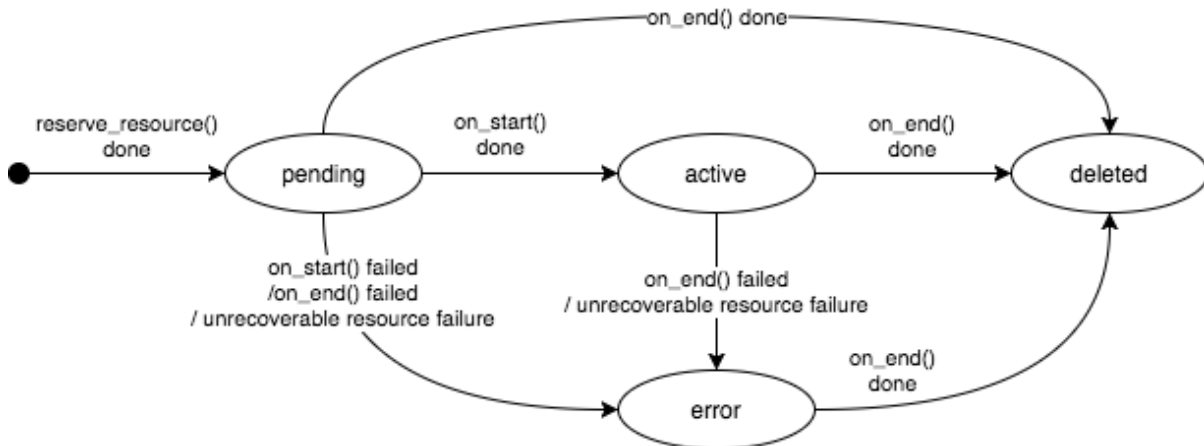 on_end() done
reserve_resource()
done
on_start()
done
on_end()
done
pending
active
deleted
on_start() failed
/on_end() failed
/ unrecoverable resource failure
on_end() failed
/ unrecoverable resource failure
on_end()
done
error